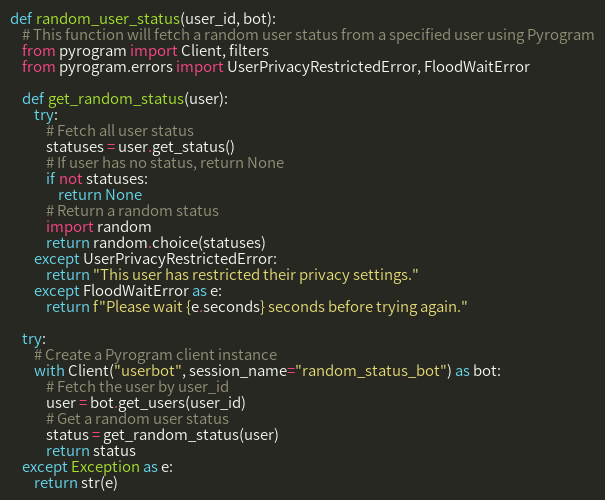 def random_user_status(user_id, bot):
    # This function will fetch a random user status from a specified user using Pyrogram
    from pyrogram import Client, filters
    from pyrogram.errors import UserPrivacyRestrictedError, FloodWaitError

    def get_random_status(user):
        try:
            # Fetch all user status
            statuses = user.get_status()
            # If user has no status, return None
            if not statuses:
                return None
            # Return a random status
            import random
            return random.choice(statuses)
        except UserPrivacyRestrictedError:
            return "This user has restricted their privacy settings."
        except FloodWaitError as e:
            return f"Please wait {e.seconds} seconds before trying again."

    try:
        # Create a Pyrogram client instance
        with Client("userbot", session_name="random_status_bot") as bot:
            # Fetch the user by user_id
            user = bot.get_users(user_id)
            # Get a random user status
            status = get_random_status(user)
            return status
    except Exception as e:
        return str(e)